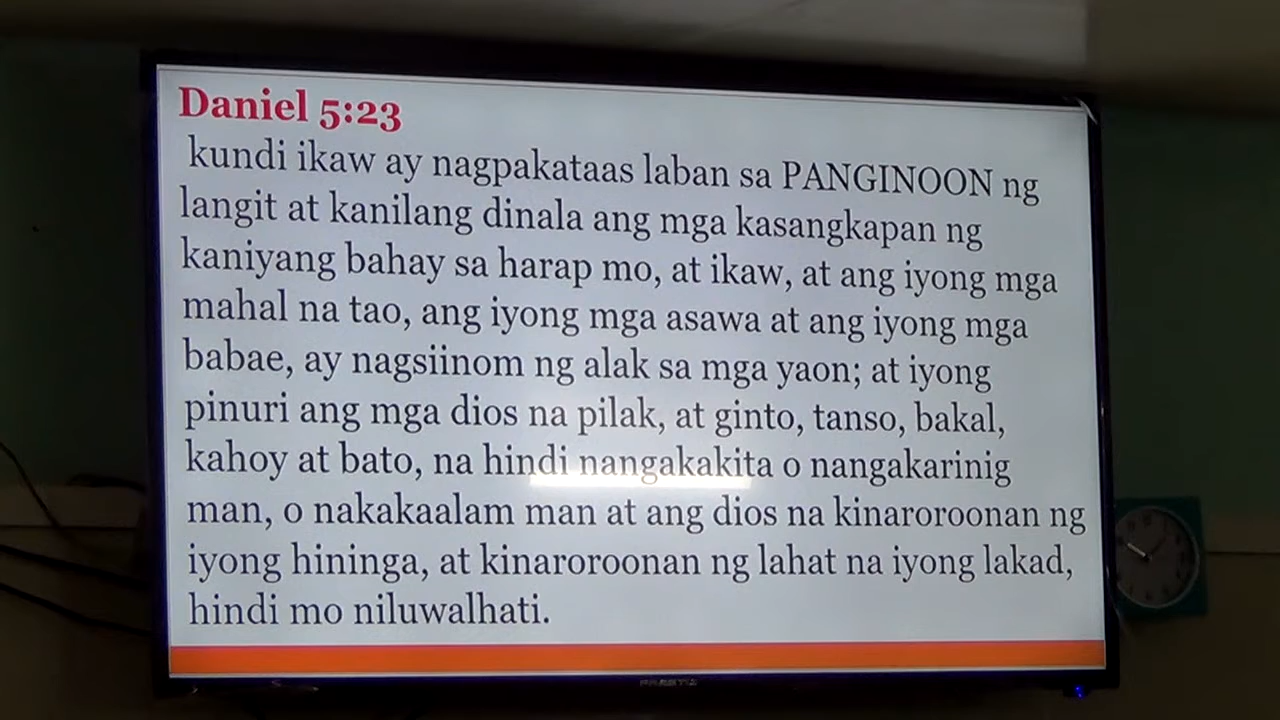 Daniel 5:23
kundi ikaw ay nagpakataas laban sa PANGINOON ng
langit at kanilang dinala ang mga kasangkapan ng
kaniyang bahay sa harap mo, at ikaw, at ang iyong mga
mahal na tao, ang iyong mga asawa at ang iyong mga
babae, ay nagsiinom ng alak sa mga yaon; at iyong
pinuri ang mga dios na pilak, at ginto, tanso, bakal,
kahoy at bato, na hindi nangakakita o nangakarinig
man, o nakakaalam man at ang dios na kinaroroonan ng
iyong hininga, at kinaroroonan ng lahat na iyong lakad,
hindi mo niluwalhati.